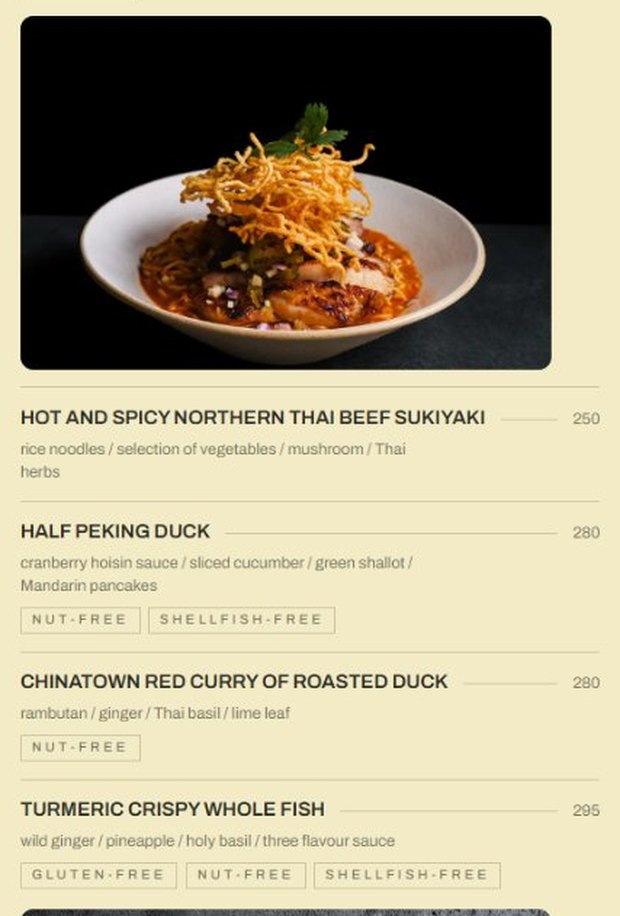 HOT AND SPICY NORTHERN THAI BEEF SUKIYAKI 250
rice noodles / selection of vegetables / mushroom / Thai
herbs
HALF PEKING DUCK 280
cranberry hoisin sauce / sliced cucumber / green shallot /
Mandarin pancakes
NUT-FREE SHELLFISH-FREE
CHINATOWN RED CURRY OF ROASTED DUCK 280
rambutan / ginger / Thai basil / lime leaf
NUT-FREE
TURMERIC CRISPY WHOLE FISH 295
wild ginger / pineapple / holy basil / three flavour sauce
GLUTEN-FREE NUT-FREE SHELLFISH-FREE